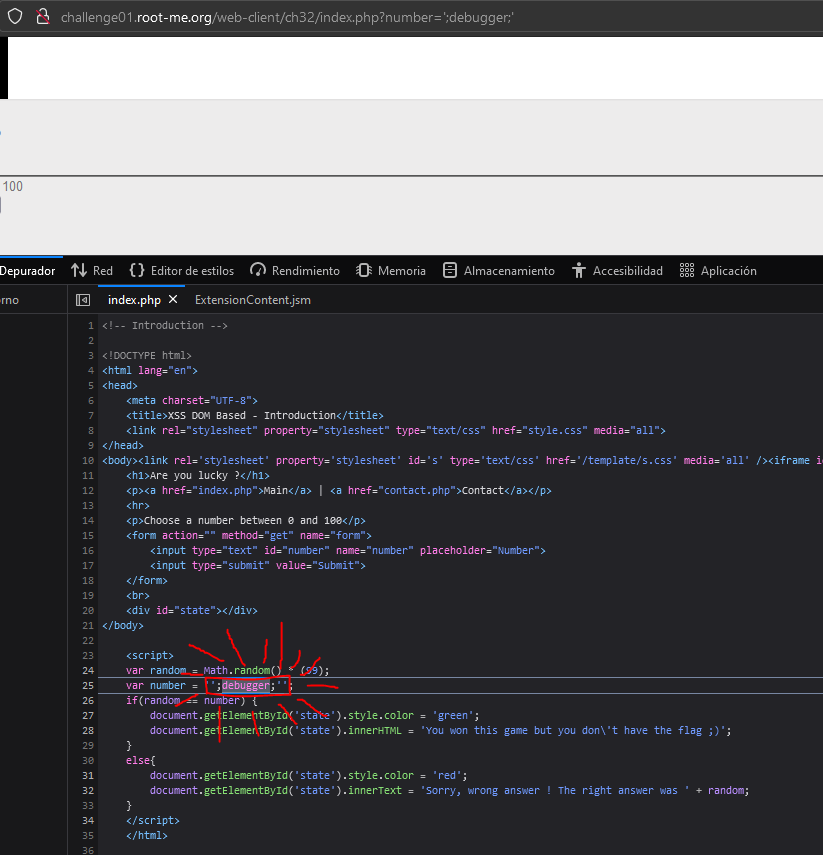 challenge01.root-me.org/web-client/ch32/index.php?number=';debugger;'
100
Depurador Red {} Editor de estilos Rendimiento Memoria Almacenamiento Accesibilidad Aplicación
orno index.php ExtensionContent.jsm
1 <!-- Introduction -->
2
3 <!DOCTYPE html>
4 <html lang="en">
5 <head>
6 <meta charset="UTF-8">
7 <title>XSS DOM Based - Introduction</title>
8 <link rel="stylesheet" property="stylesheet" type="text/css" href="style.css" media="all">
9 </head>
10 <body><link rel='stylesheet' property='stylesheet' id='s' type='text/css' href='/template/s.css' media='all' /><iframe i
11 <h1>Are you lucky ?</h1>
12 <p><a href="index.php">Main</a> | <a href="contact.php">Contact</a></p>
13 <hr>
14 <p>Choose a number between 0 and 100</p>
15 <form action="" method="get" name="form">
16 <input type="text" id="number" name="number" placeholder="Number">
17 <input type="submit" value="Submit">
18 </form>
19 <br>
20 <div id="state"></div>
21 </body>
22
23 <script>
24 var random = Math.random() * (99);
25 var number = '';debugger;'';
26 if(random == number) {
27 document.getElementById('state').style.color = 'green';
28 document.getElementById('state').innerHTML = 'You won this game but you don\'t have the flag ;)';
29 }
30 else{
31 document.getElementById('state').style.color = 'red';
32 document.getElementById('state').innerText = 'Sorry, wrong answer ! The right answer was ' + random;
33 }
34 </script>
35 </html>
36